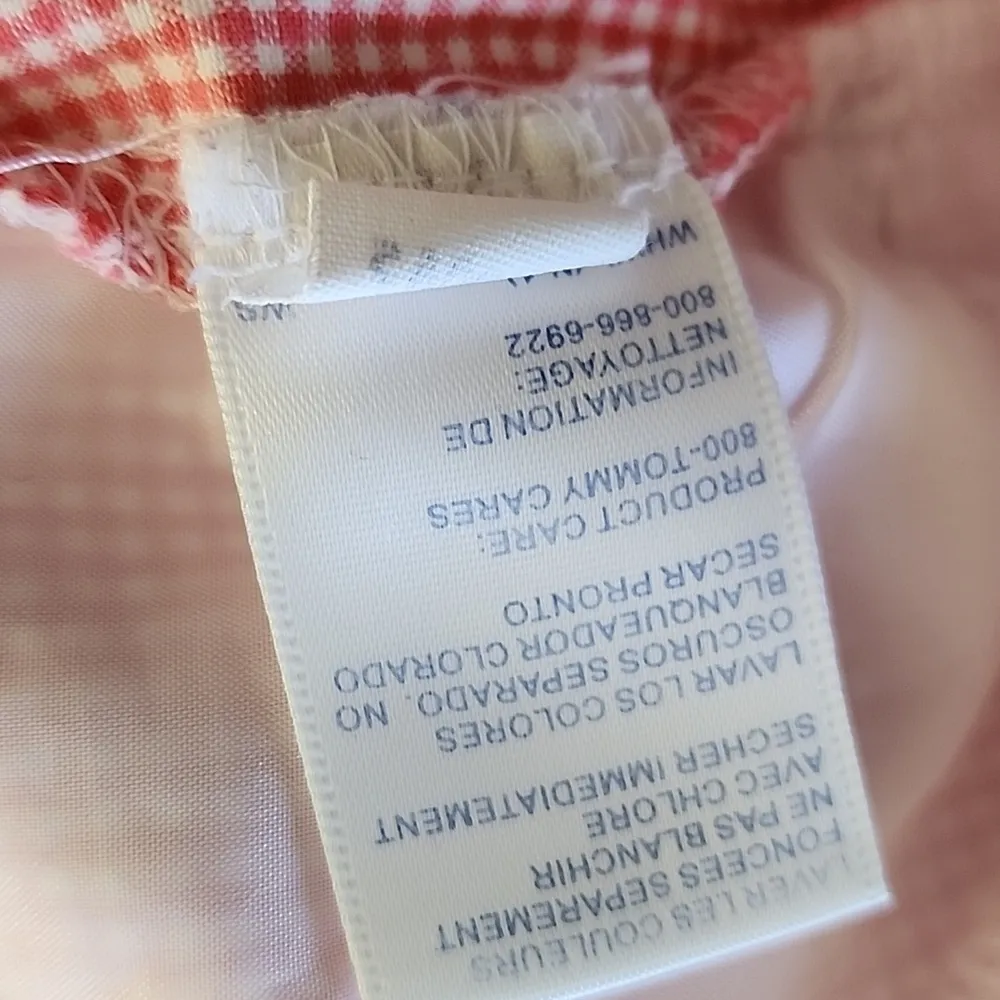 LAVER LES COULEURS
FONCEES SEPAREMENT
NE PAS BLANCHIR
AVEC CHLORE
SECHER IMMEDIATEMENT
LAVAR LOS COLORES
OSCUROS SEPARADO. NO
BLANQUEADOR CLORADO
SECAR PRONTO
PRODUCT CARE:
800-TOMMY CARES
INFORMATION DE
NETTOYAGE:
800-866-6922